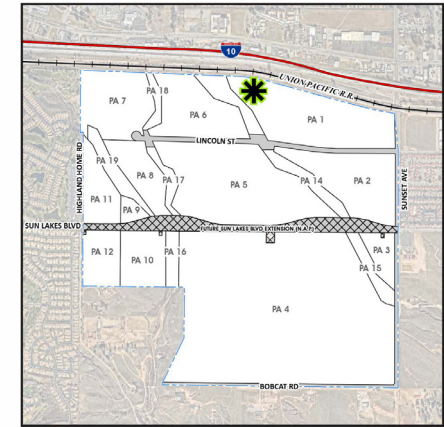 10
UNION PACIFIC R.R.
PA 18
PA 7
PA 6
PA 1
LINCOLN ST.
HIGHLAND HOME RD
PA 19
PA 8
PA 17
PA 5
PA 14
PA 2
SUNSET AVE
PA 11
PA 9
SUN LAKES BLVD
FUTURE SUN LAKES BLVD EXTENSION (N.A.P.)
PA 12
PA 10
PA 16
PA 3
PA 15
PA 4
BOBCAT RD